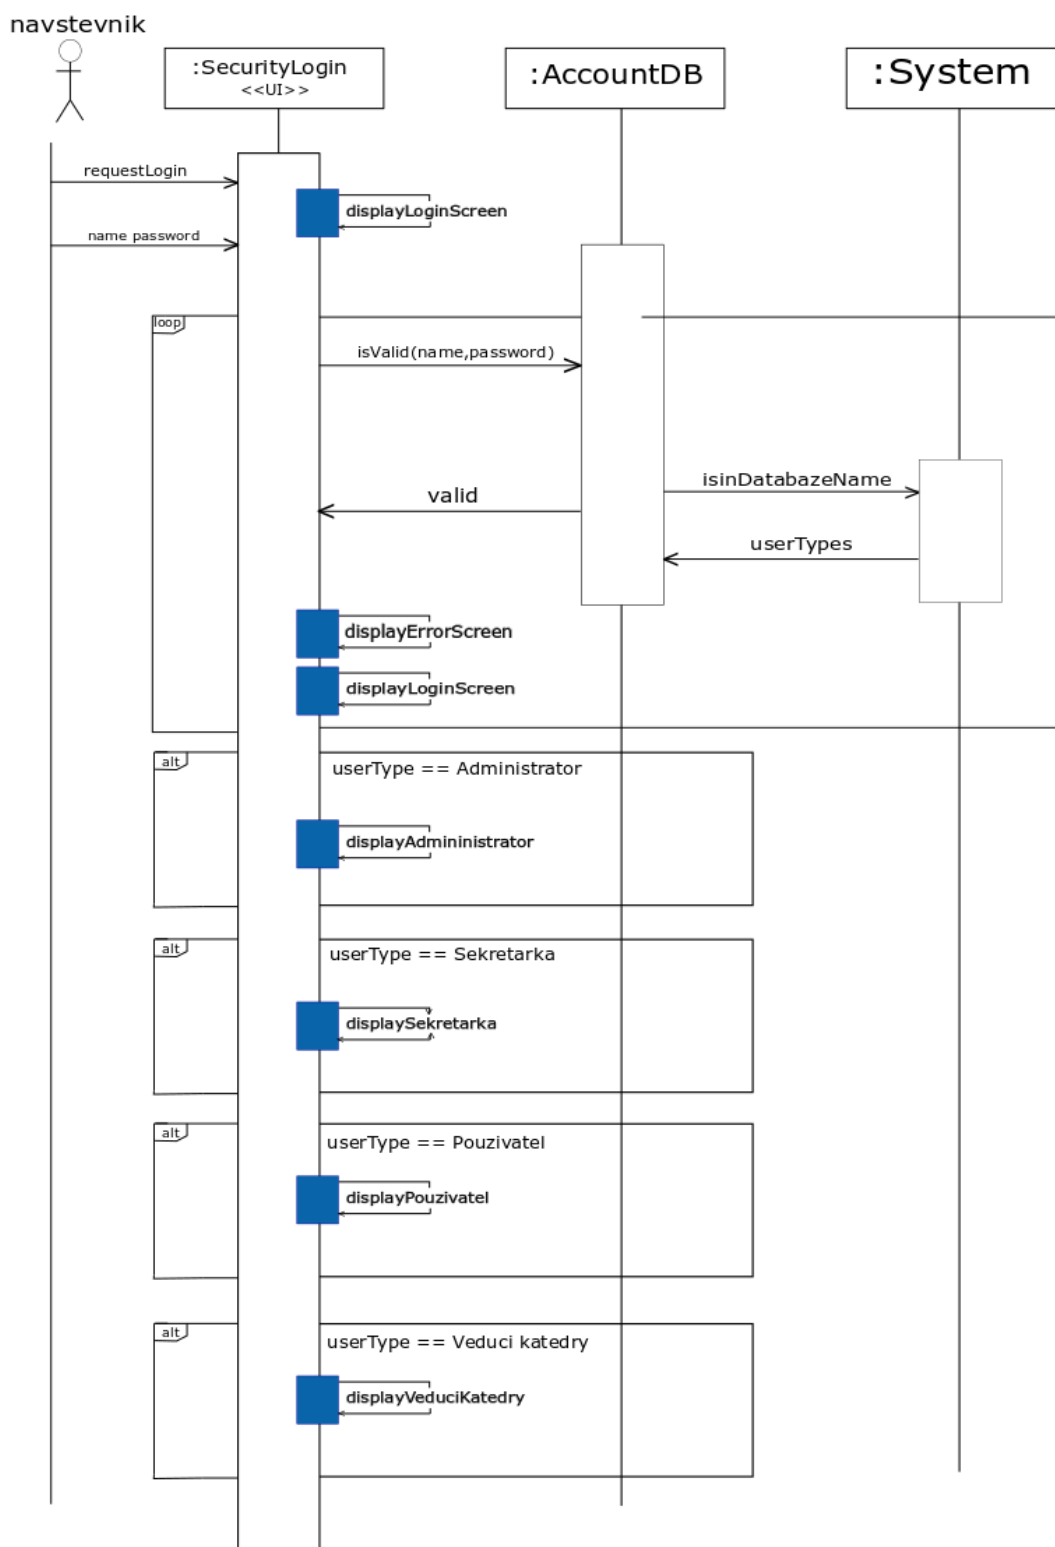 navstevnik
:SecurityLogin
<<UI>>
:AccountDB
:System
requestLogin
displayLoginScreen
name password
loop
isValid(name,password)
isinDatabazeName
valid
userTypes
displayErrorScreen
displayLoginScreen
alt
userType == Administrator
displayAdmininistrator
alt
userType == Sekretarka
displaySekretarka
alt
userType == Pouzivatel
displayPouzivatel
alt
userType == Veduci katedry
displayVeduciKatedry